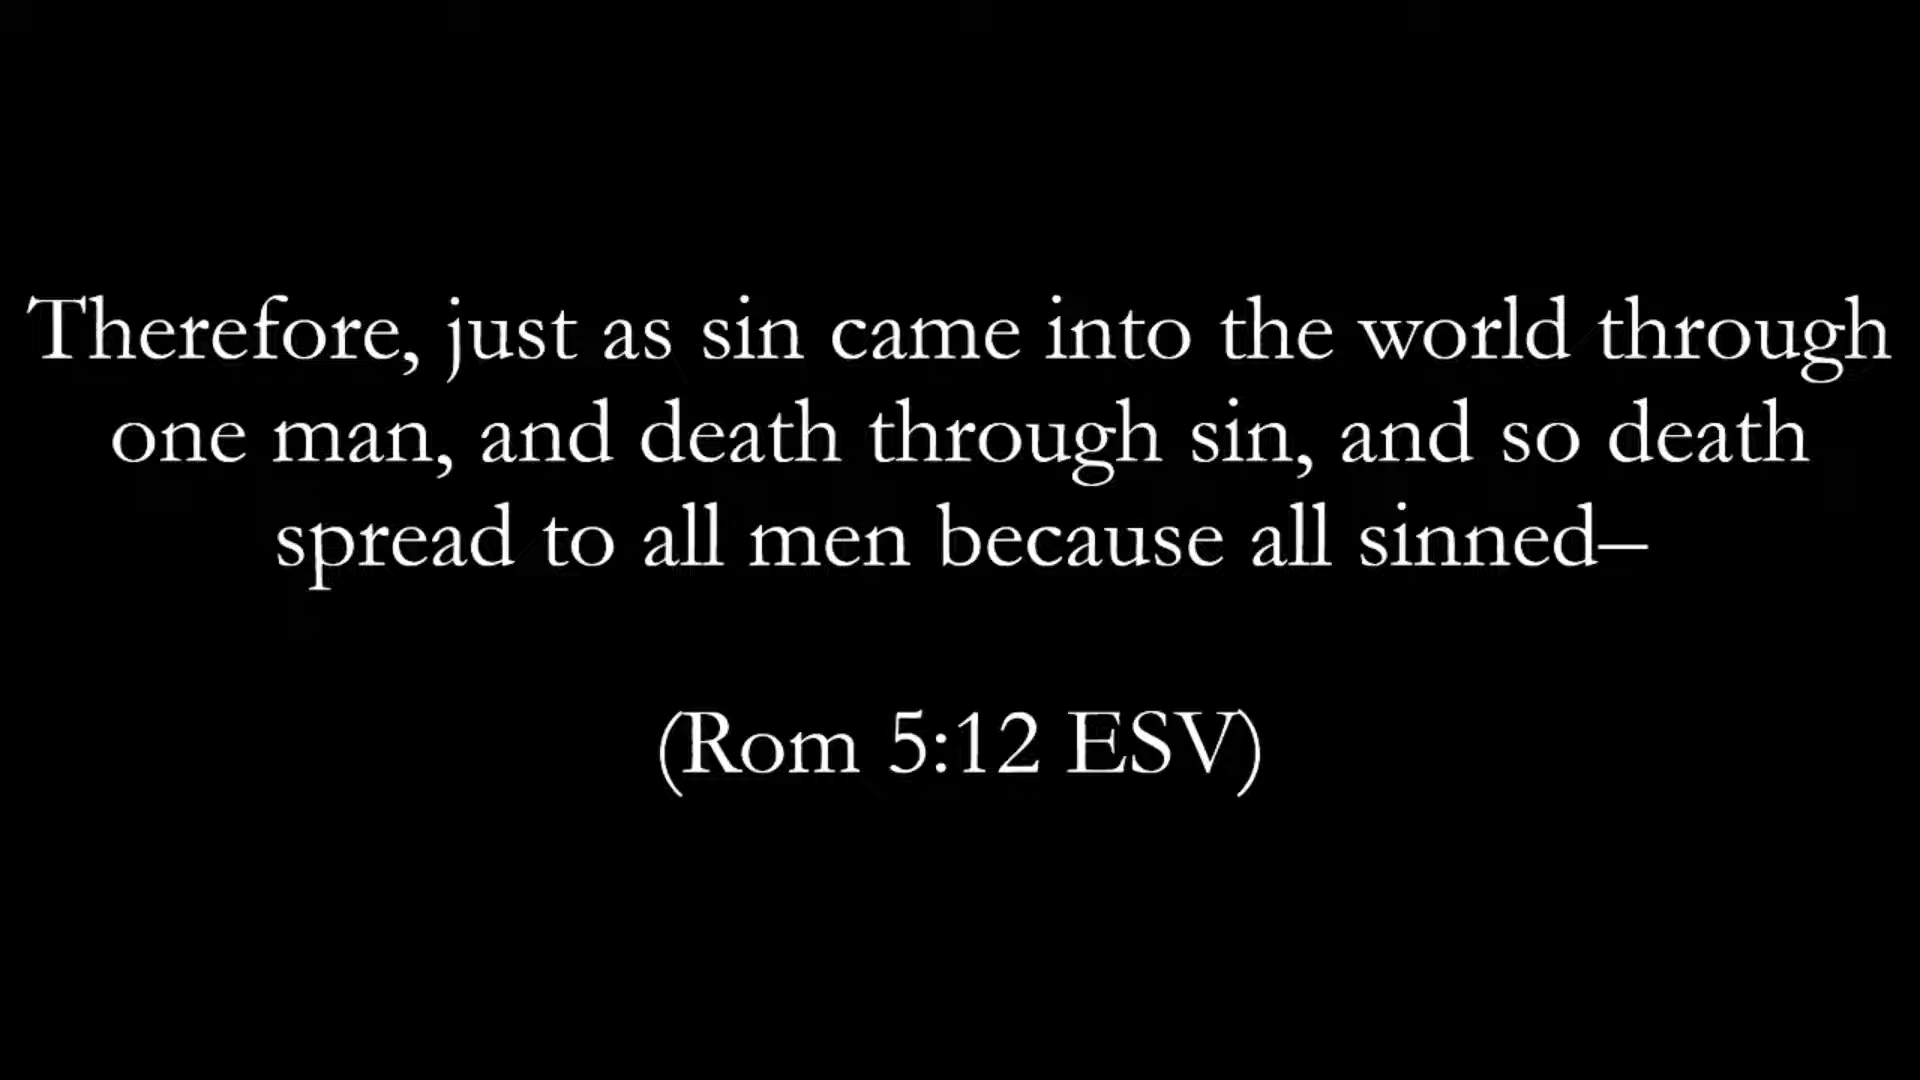 Therefore, just as sin came into the world through
one man, and death through sin, and so death
spread to all men because all sinned–
(Rom 5:12 ESV)